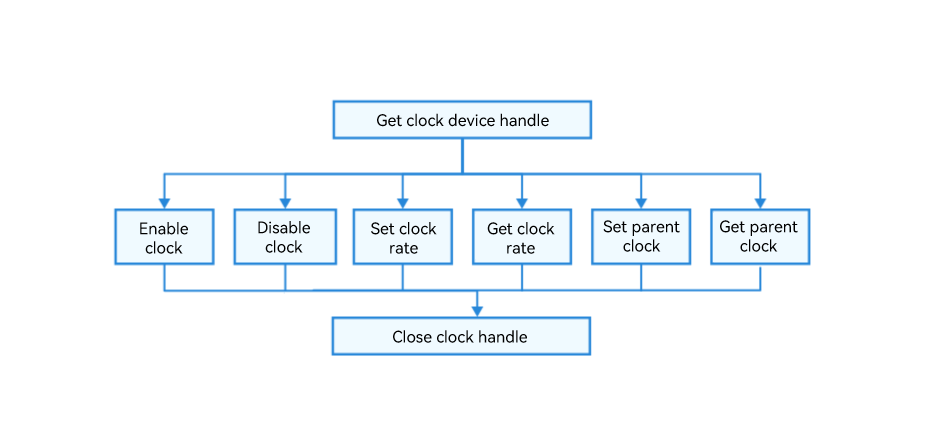 Get clock device handle
Enable
clock
Disable
clock
Set clock
rate
Get clock
rate
Set parent
clock
Get parent
clock
Close clock handle